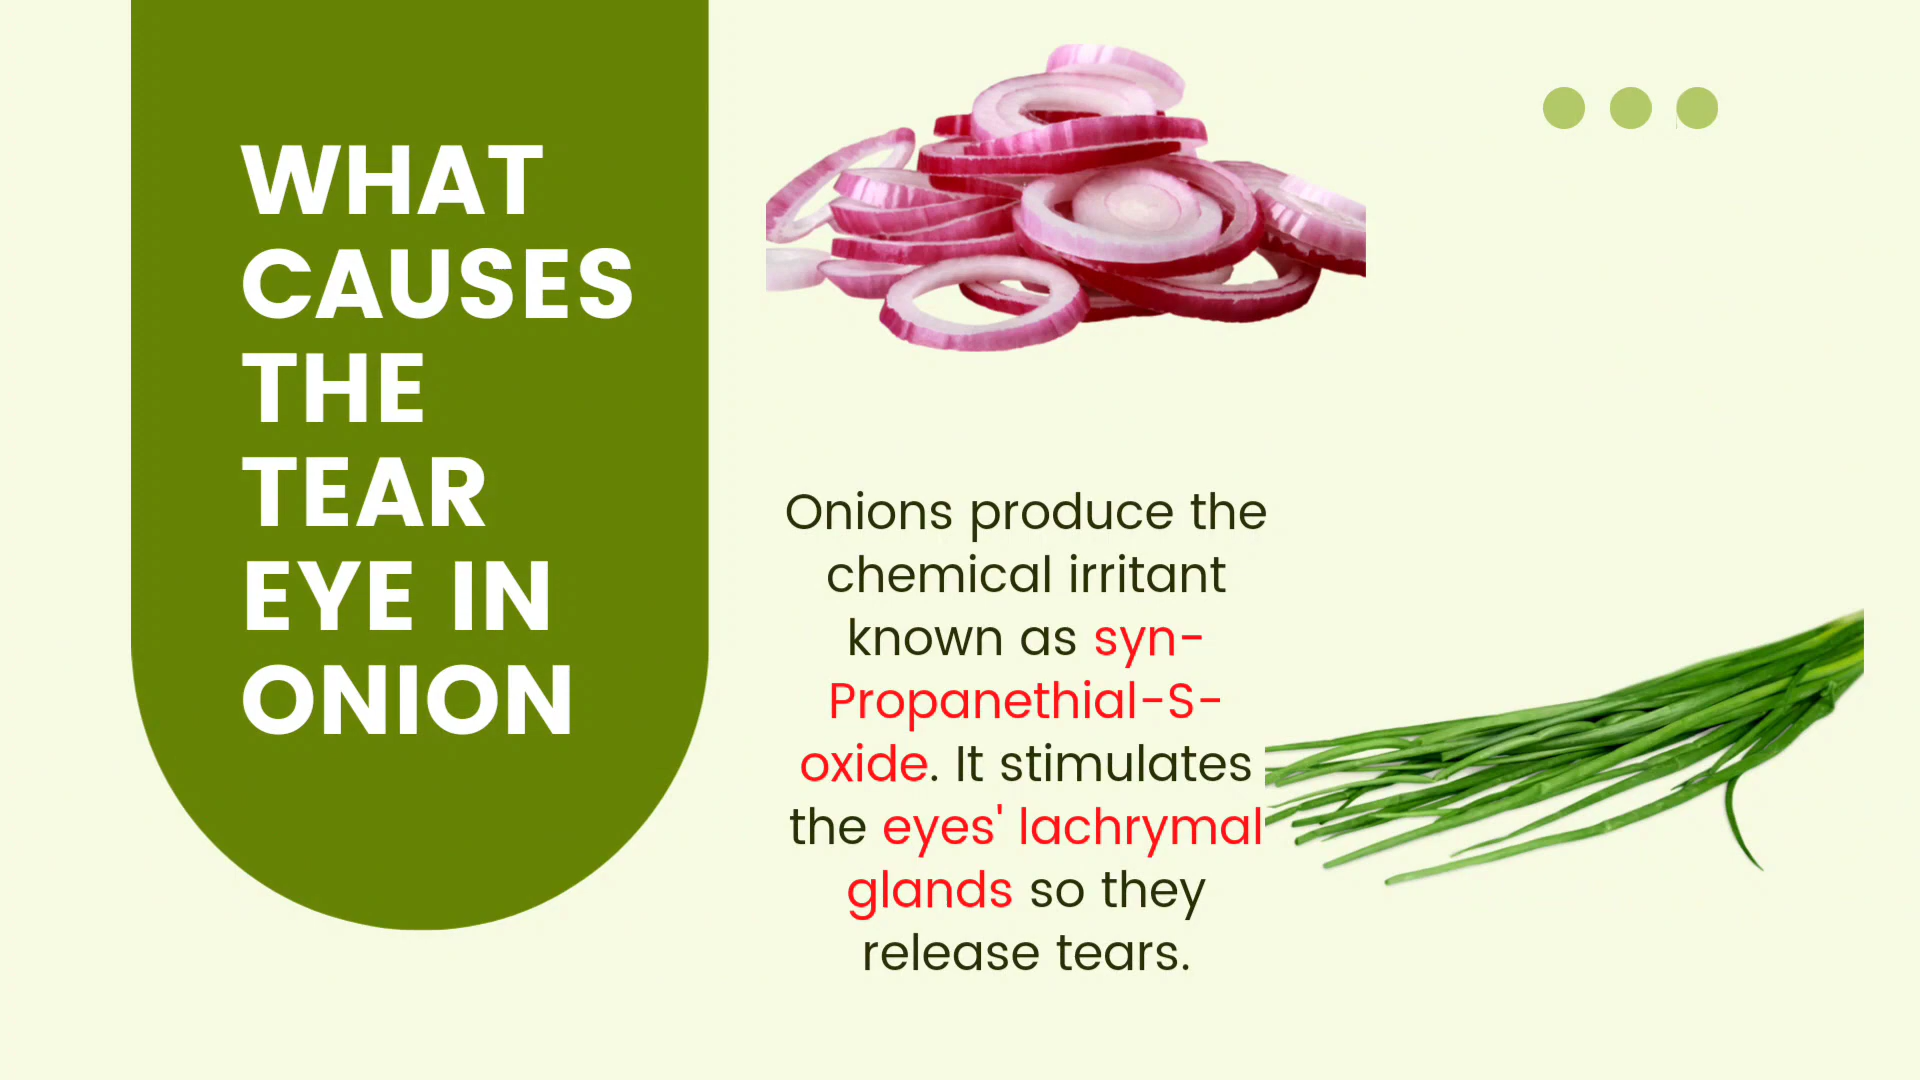 WHAT
CAUSES
THE
TEAR
EYE IN
ONION
Onions produce the
chemical irritant
known as syn-
Propanethial-S-
oxide. It stimulates
the eyes' lachrymal
glands so they
release tears.